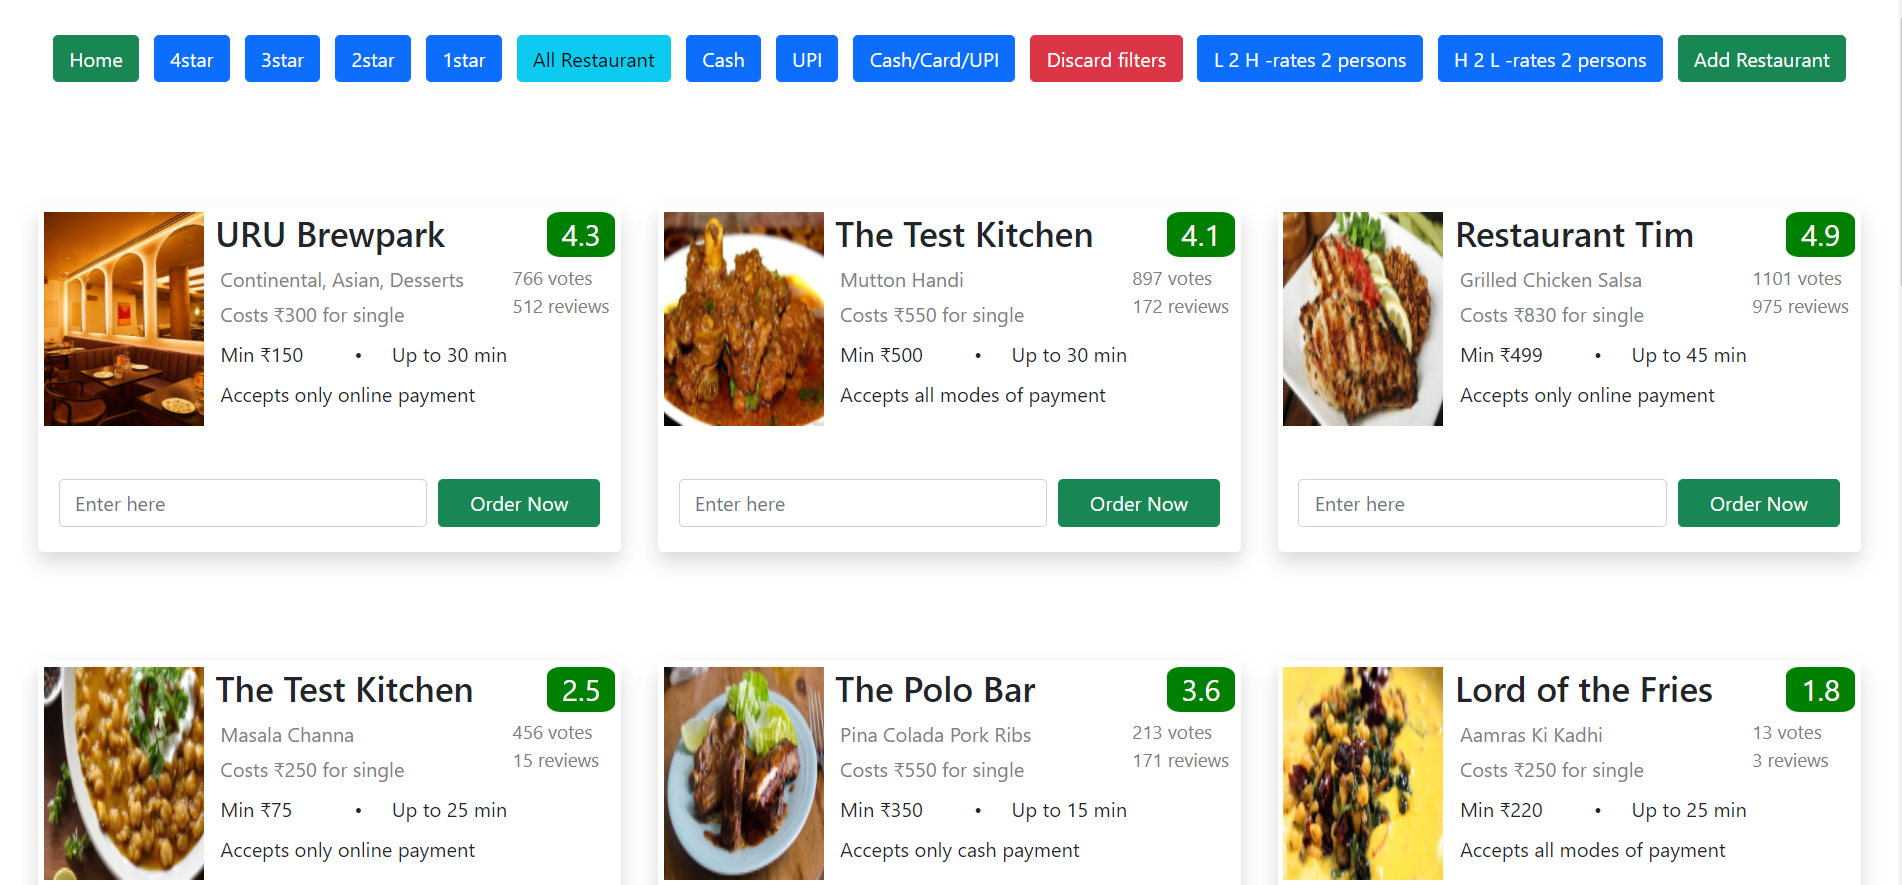 Home 4star 3star 2star 1star All Restaurant Cash UPI Cash/Card/UPI Discard filters L 2 H -rates 2 persons H 2 L -rates 2 persons Add Restaurant
URU Brewpark 4.3
Continental, Asian, Desserts 766 votes
512 reviews
Costs ₹300 for single
Min ₹150 • Up to 30 min
Accepts only online payment
Enter here Order Now
The Test Kitchen 4.1
Mutton Handi 897 votes
172 reviews
Costs ₹550 for single
Min ₹500 • Up to 30 min
Accepts all modes of payment
Enter here Order Now
Restaurant Tim 4.9
Grilled Chicken Salsa 1101 votes
975 reviews
Costs ₹830 for single
Min ₹499 • Up to 45 min
Accepts only online payment
Enter here Order Now
The Test Kitchen 2.5
Masala Channa 456 votes
15 reviews
Costs ₹250 for single
Min ₹75 • Up to 25 min
Accepts only online payment
The Polo Bar 3.6
Pina Colada Pork Ribs 213 votes
171 reviews
Costs ₹550 for single
Min ₹350 • Up to 15 min
Accepts only cash payment
Lord of the Fries 1.8
Aamras Ki Kadhi 13 votes
3 reviews
Costs ₹250 for single
Min ₹220 • Up to 25 min
Accepts all modes of payment